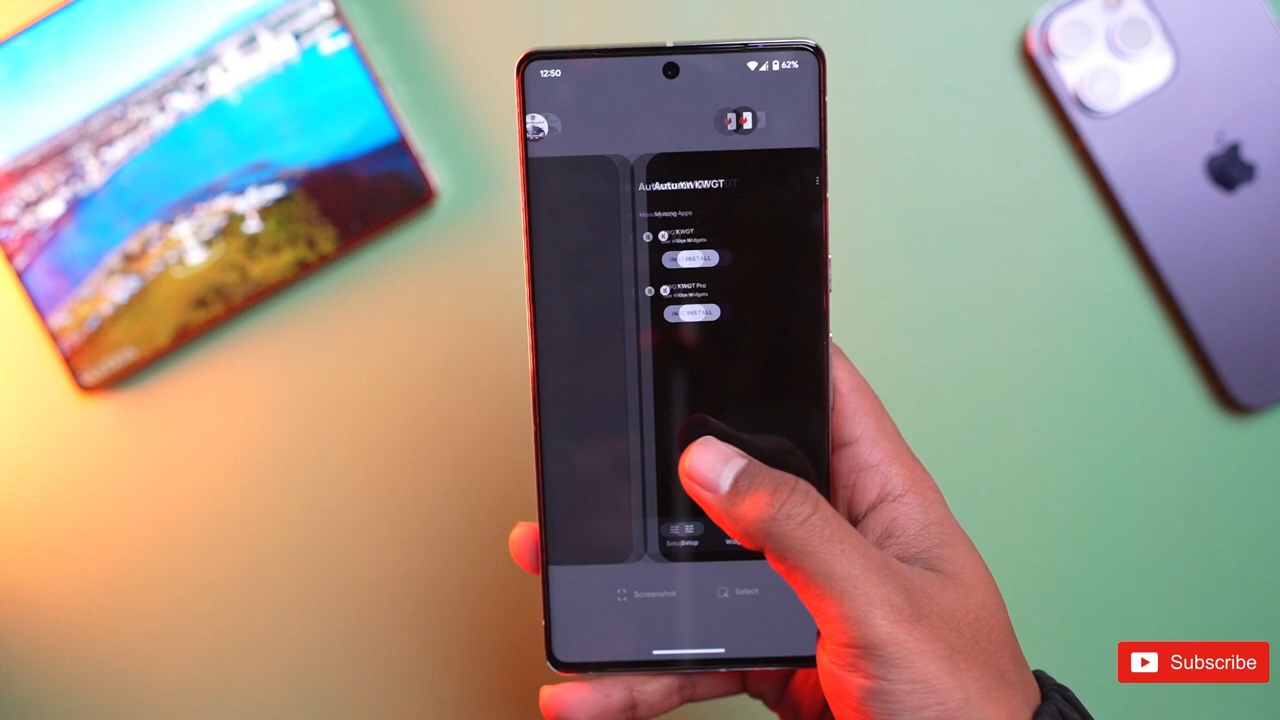 12:50
62%
Autumn KWGT
Missing Apps
KWGT
Use Widgets
INSTALL
KWGT Pro
Use Widgets
INSTALL
Setup
Screenshot
Select
Subscribe